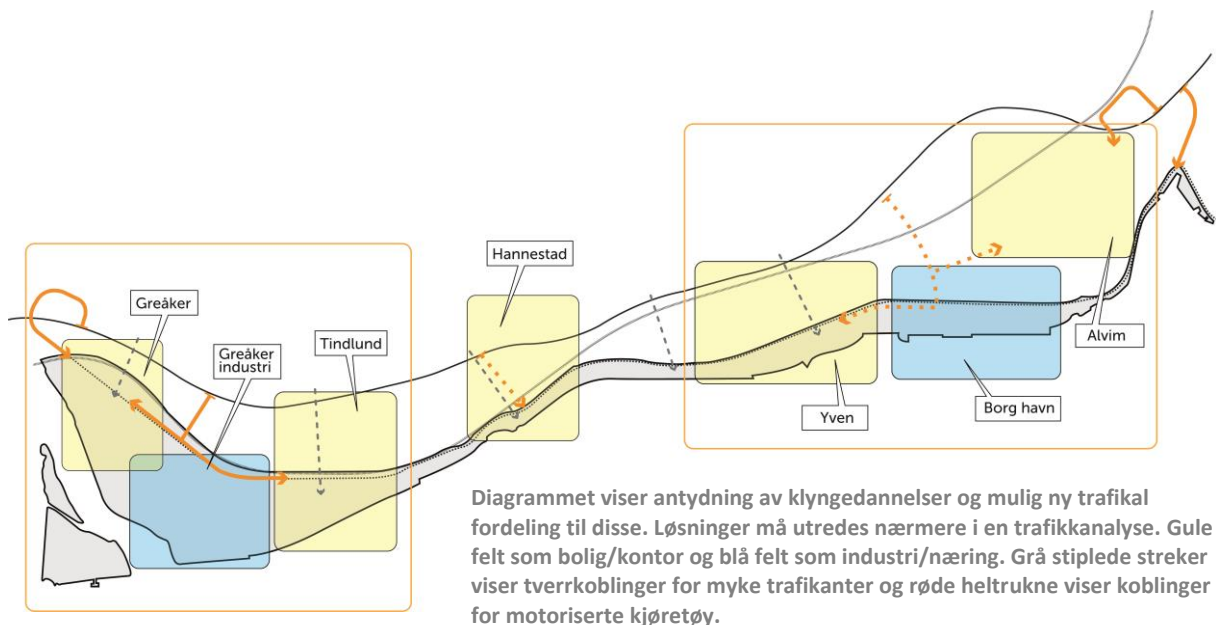 Greåker
Greåker
industri
Tindlund
Hannestad
Yven
Borg havn
Alvim
Diagrammet viser antydning av klyngedannelser og mulig ny trafikal
fordeling til disse. Løsninger må utredes nærmere i en trafikkanalyse. Gule
felt som bolig/kontor og blå felt som industri/næring. Grå stiplede streker
viser tverrkoblinger for myke trafikanter og røde heltrukne viser koblinger
for motoriserte kjøretøy.